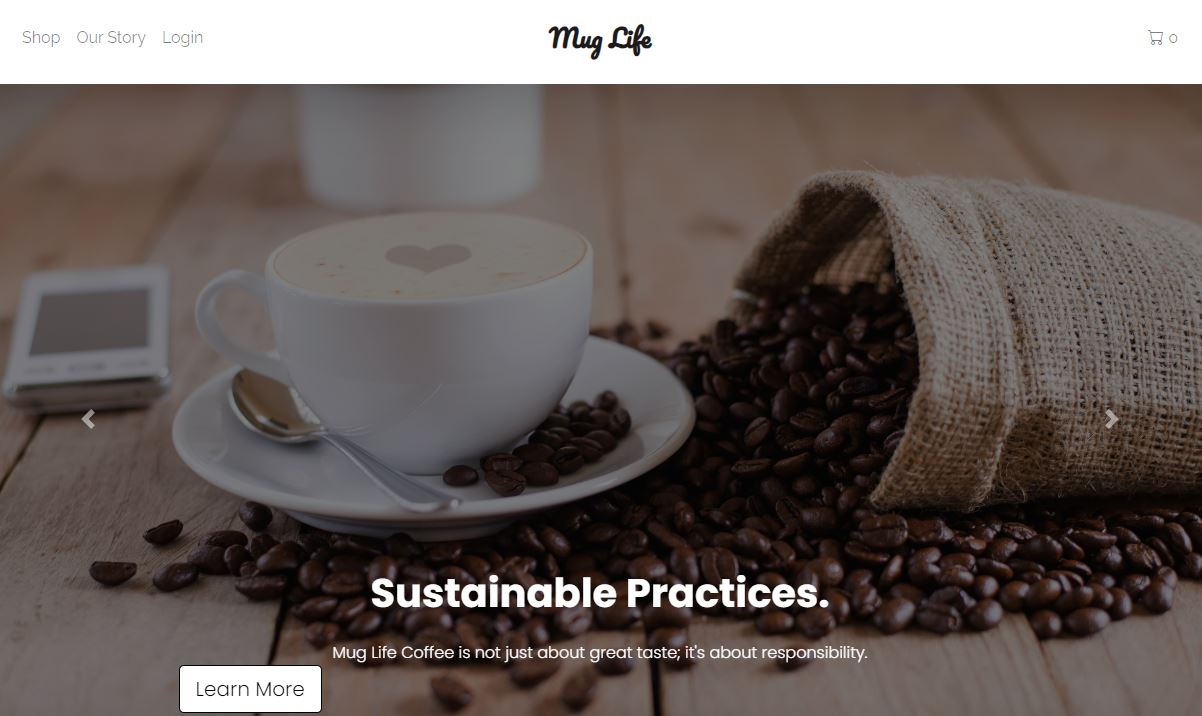 Shop Our Story Login Mug Life 0
Sustainable Practices.
Mug Life Coffee is not just about great taste; it's about responsibility.
Learn More